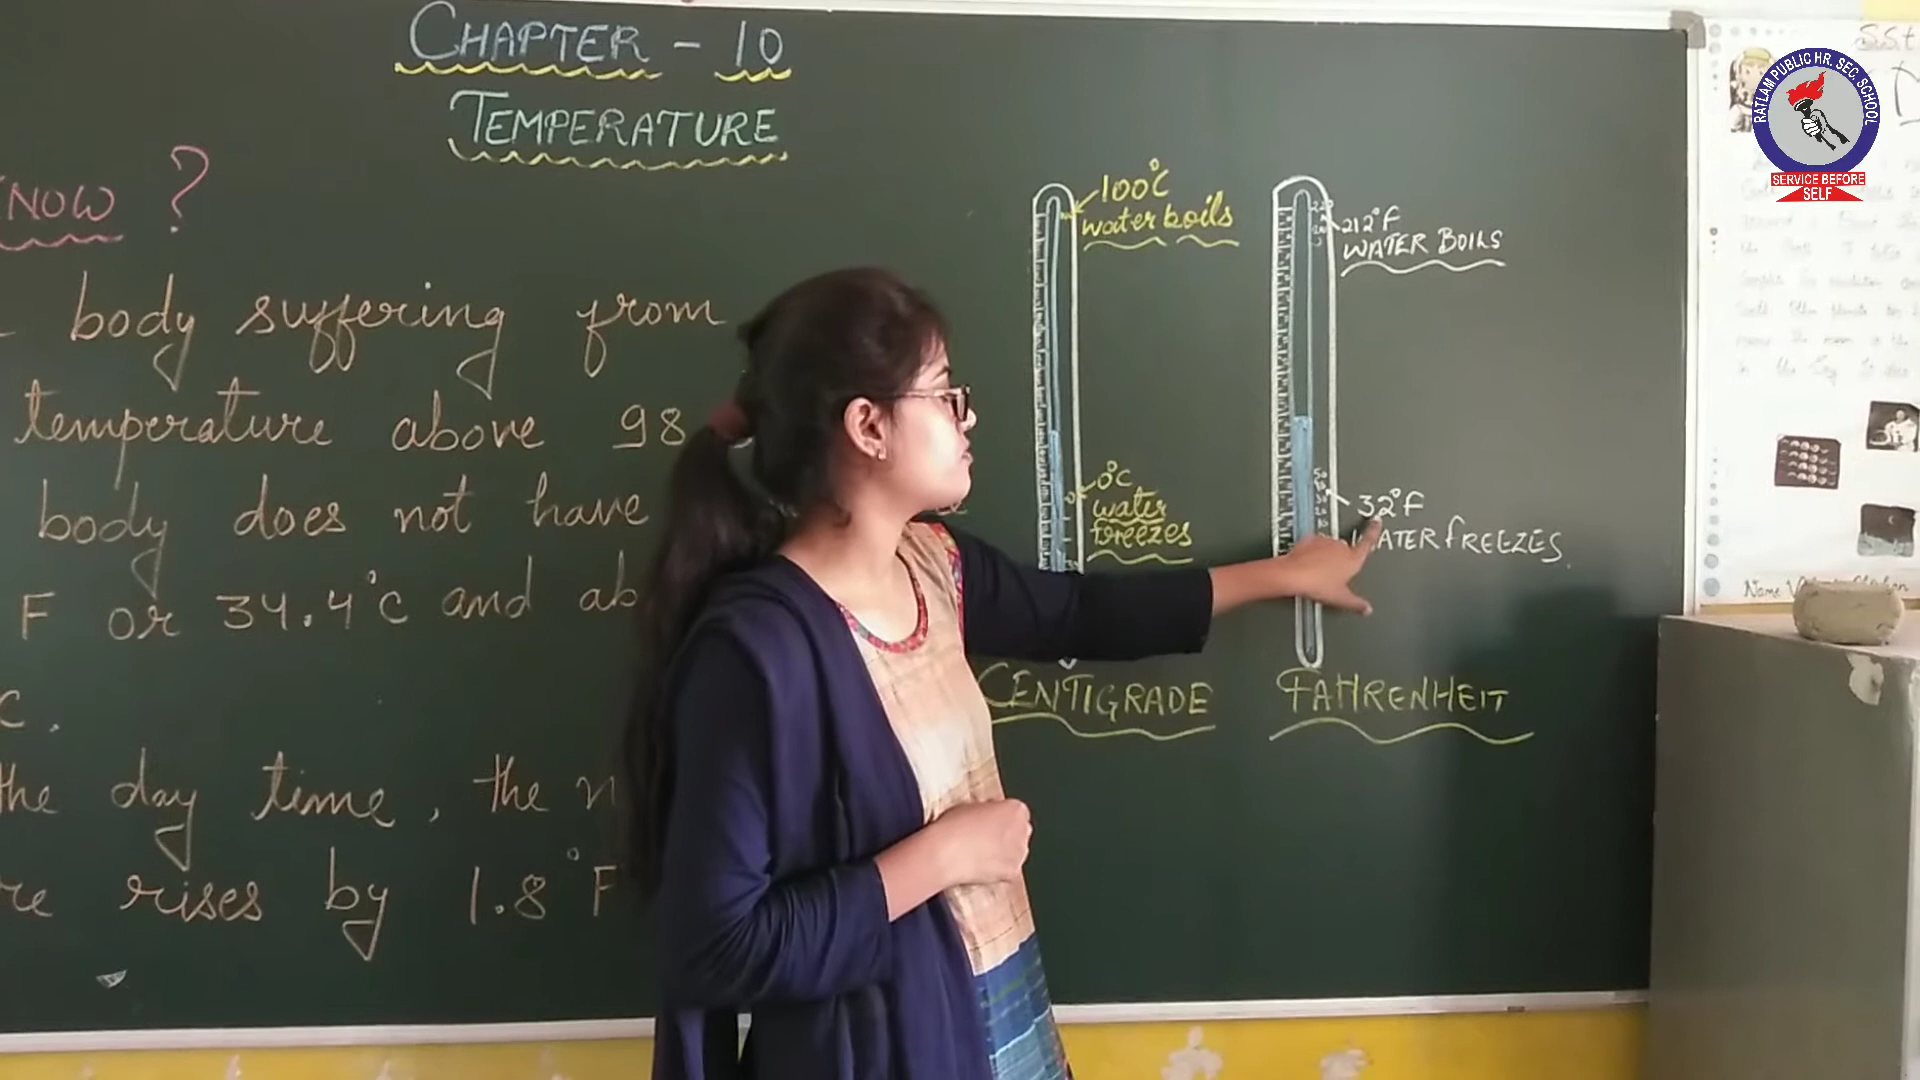 CHAPTER - 10
TEMPERATURE
KNOW ?
body suffering from
temperature above 98
body does not have
F or 34.4°C and ab
C.
the day time, the
re rises by 1.8°F
100°C
water boils
0°C
water
freezes
CENTIGRADE
212°F
WATER BOILS
32°F
WATER FREEZES.
FAHRENHEIT
RATLAM PUBLIC HR. SEC. SCHOOL
SERVICE BEFORE
SELF